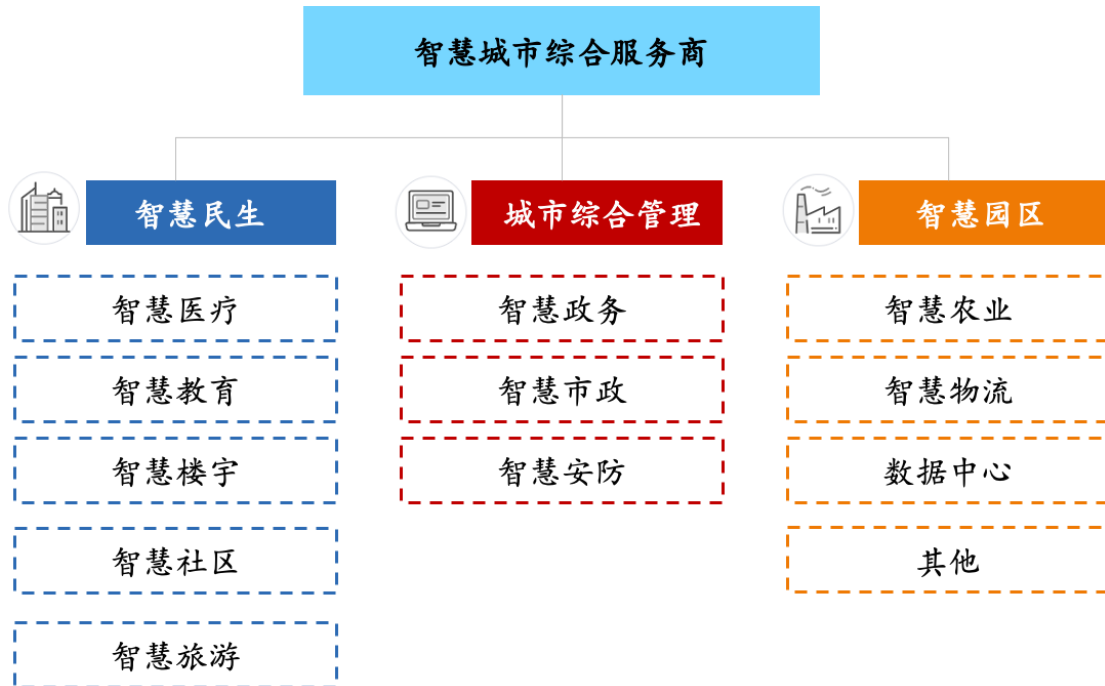 智慧城市综合服务商
智慧民生
城市综合管理
智慧园区
智慧医疗
智慧政务
智慧农业
智慧教育
智慧市政
智慧物流
智慧楼宇
智慧安防
数据中心
智慧社区
其他
智慧旅游